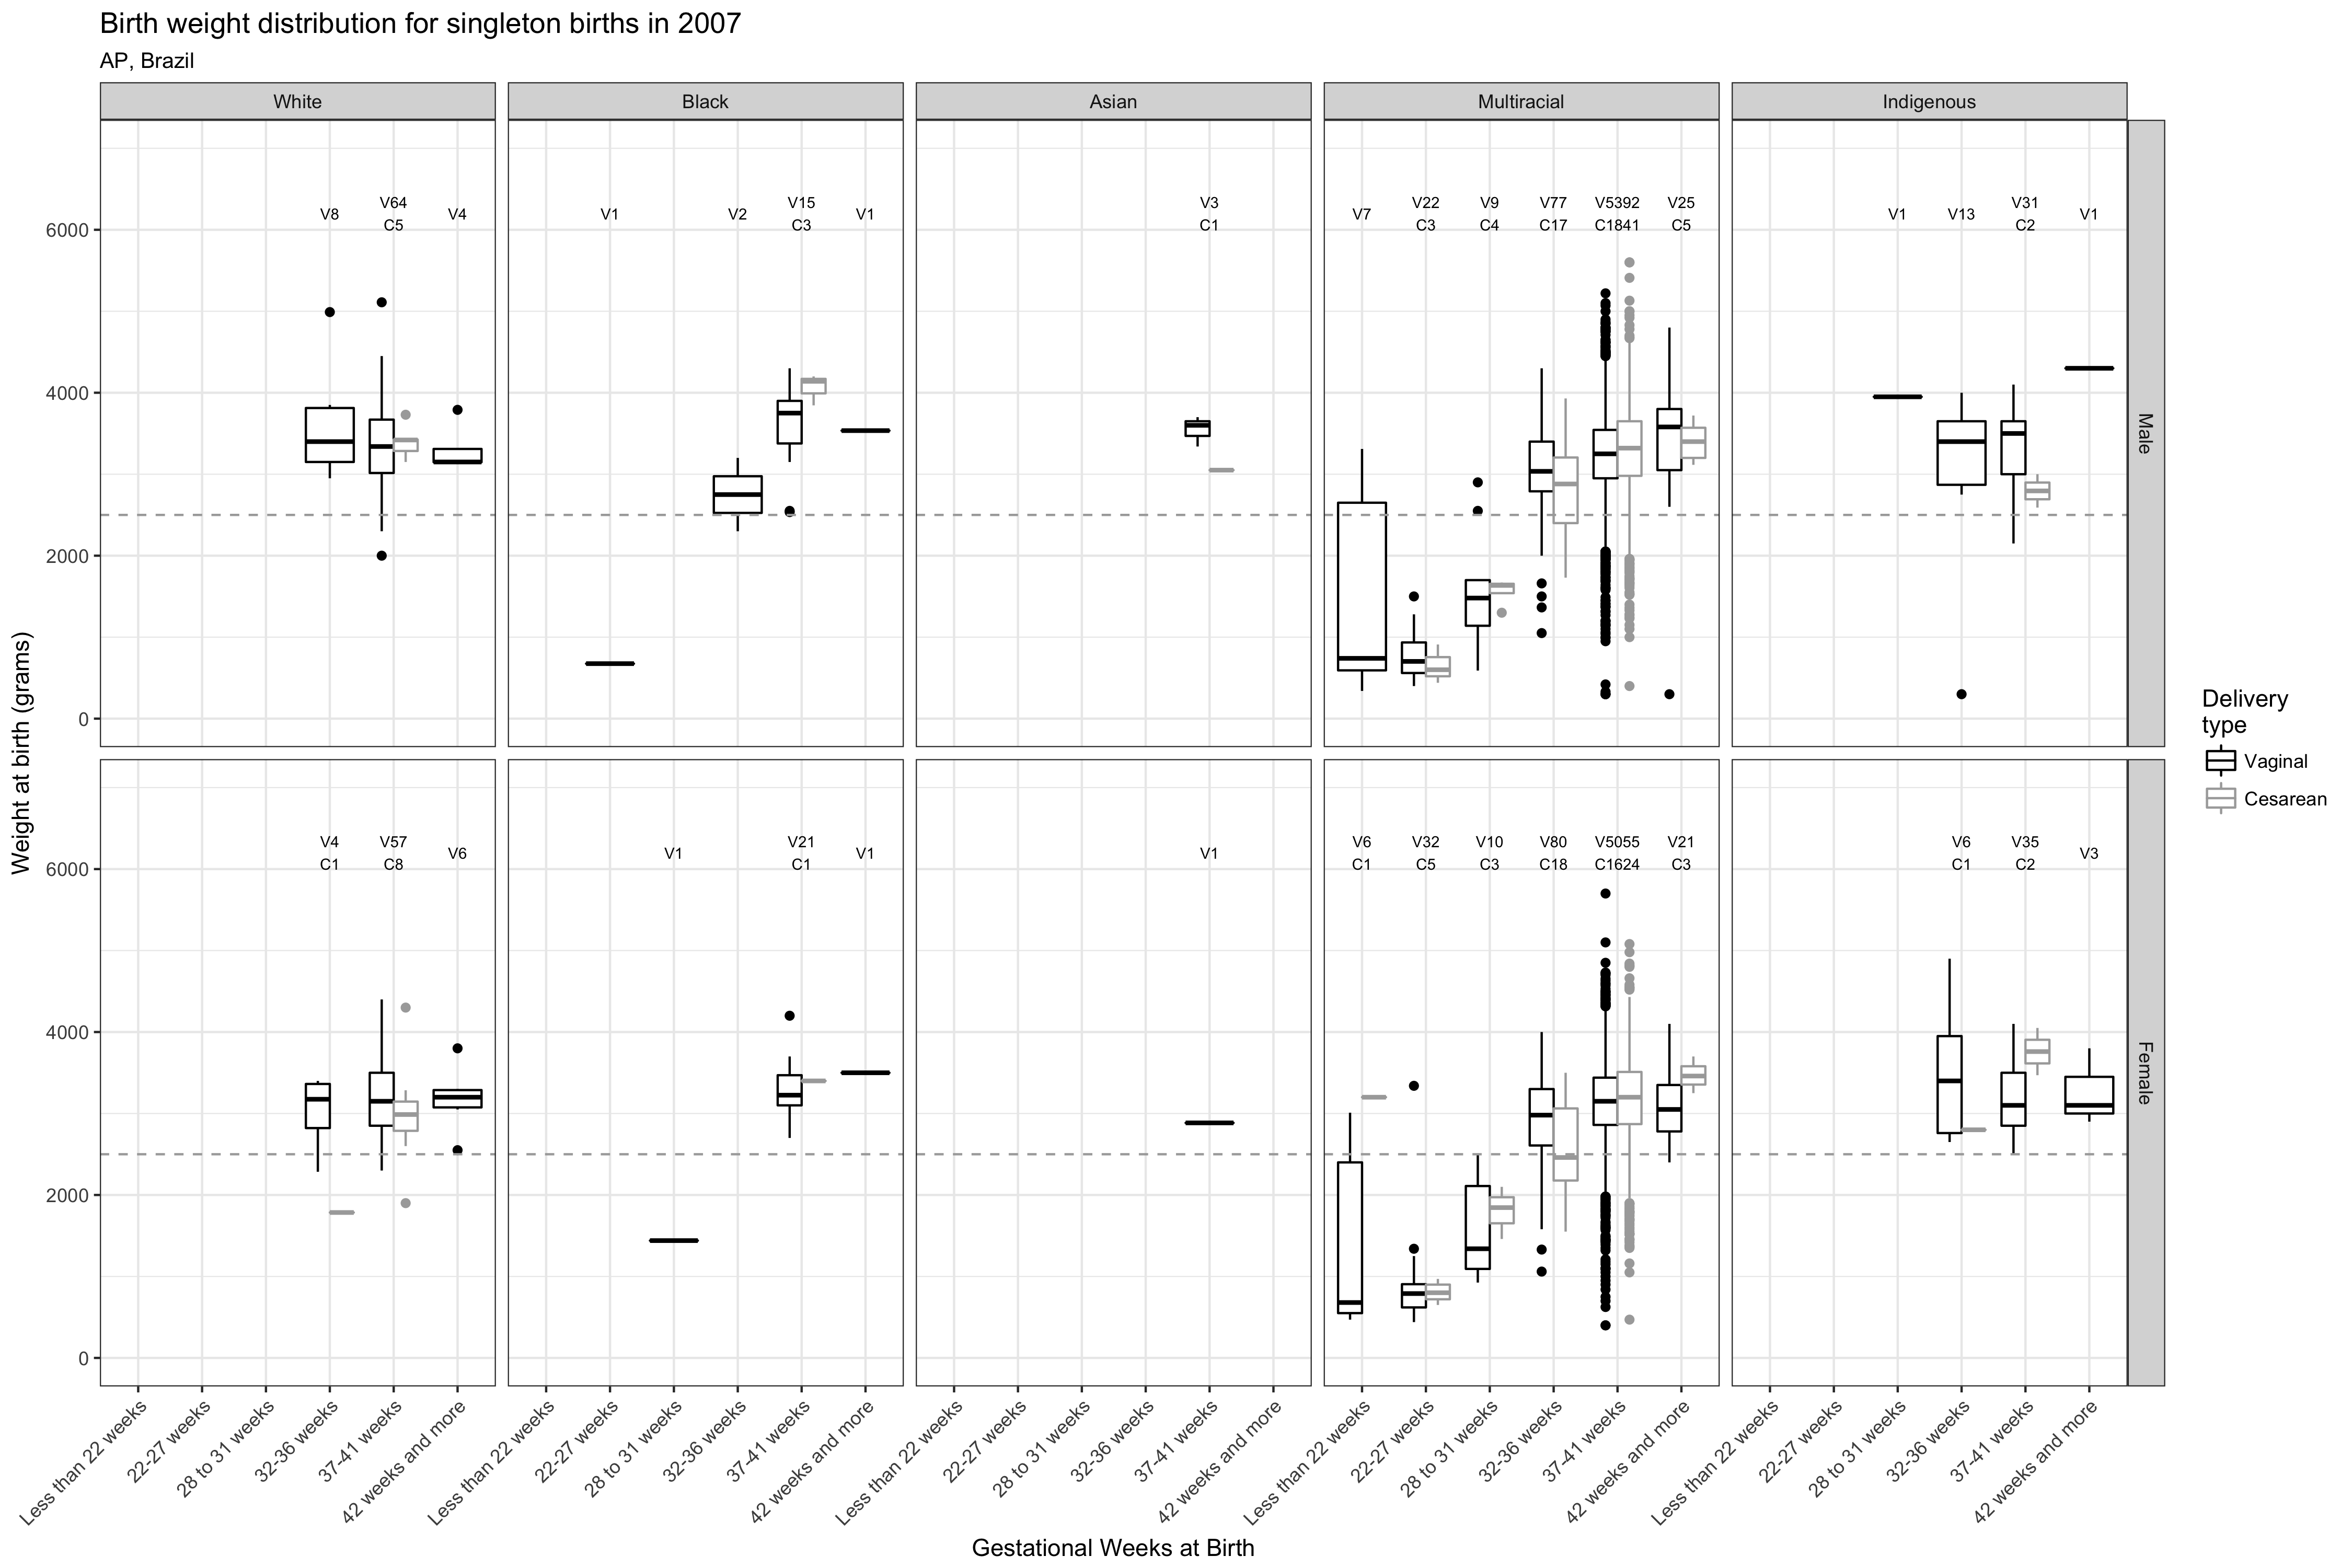 Birth weight distribution for singleton births in 2007
AP, Brazil
White
Black
Asian
Multiracial
Indigenous
Male
V8
V64
C5
V4
V1
V2
V15
C3
V1
V3
C1
V7
V22
C3
V9
C4
V77
C17
V5392
C1841
V25
C5
V1
V13
V31
C2
V1
6000
4000
2000
0
Female
V4
C1
V57
C8
V6
V1
V21
C1
V1
V1
V6
C1
V32
C5
V10
C3
V80
C18
V5055
C1624
V21
C3
V6
C1
V35
C2
V3
6000
4000
2000
0
Weight at birth (grams)
Less than 22 weeks
22-27 weeks
28 to 31 weeks
32-36 weeks
37-41 weeks
42 weeks and more
Less than 22 weeks
22-27 weeks
28 to 31 weeks
32-36 weeks
37-41 weeks
42 weeks and more
Less than 22 weeks
22-27 weeks
28 to 31 weeks
32-36 weeks
37-41 weeks
42 weeks and more
Less than 22 weeks
22-27 weeks
28 to 31 weeks
32-36 weeks
37-41 weeks
42 weeks and more
Less than 22 weeks
22-27 weeks
28 to 31 weeks
32-36 weeks
37-41 weeks
42 weeks and more
Gestational Weeks at Birth
Delivery
type
Vaginal
Cesarean